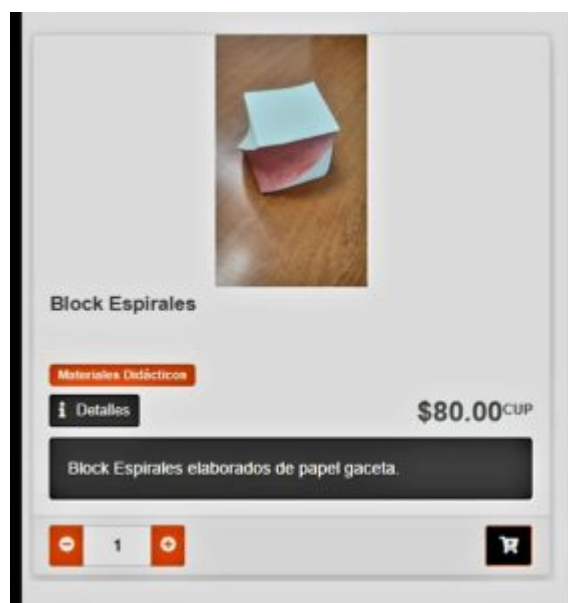 Block Espirales
Materiales Didácticos
Detalles
$80.00CUP
Block Espirales elaborados de papel gaceta.
1